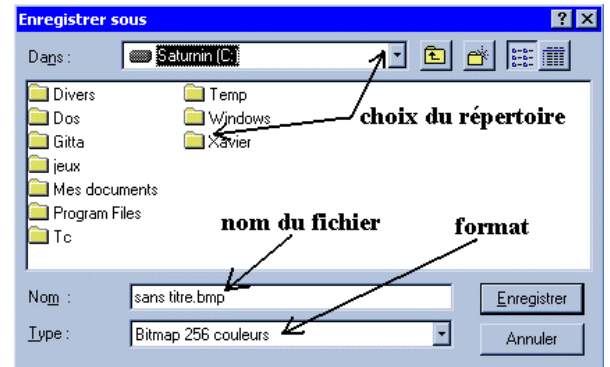 Enregistrer sous
Dans : Saturnin (C:)
Divers Temp
Dos Windows choix du répertoire
Gitta Xavier
jeux
Mes documents
Program Files
Tc
nom du fichier format
Nom : sans titre.bmp Enregistrer
Type : Bitmap 256 couleurs Annuler